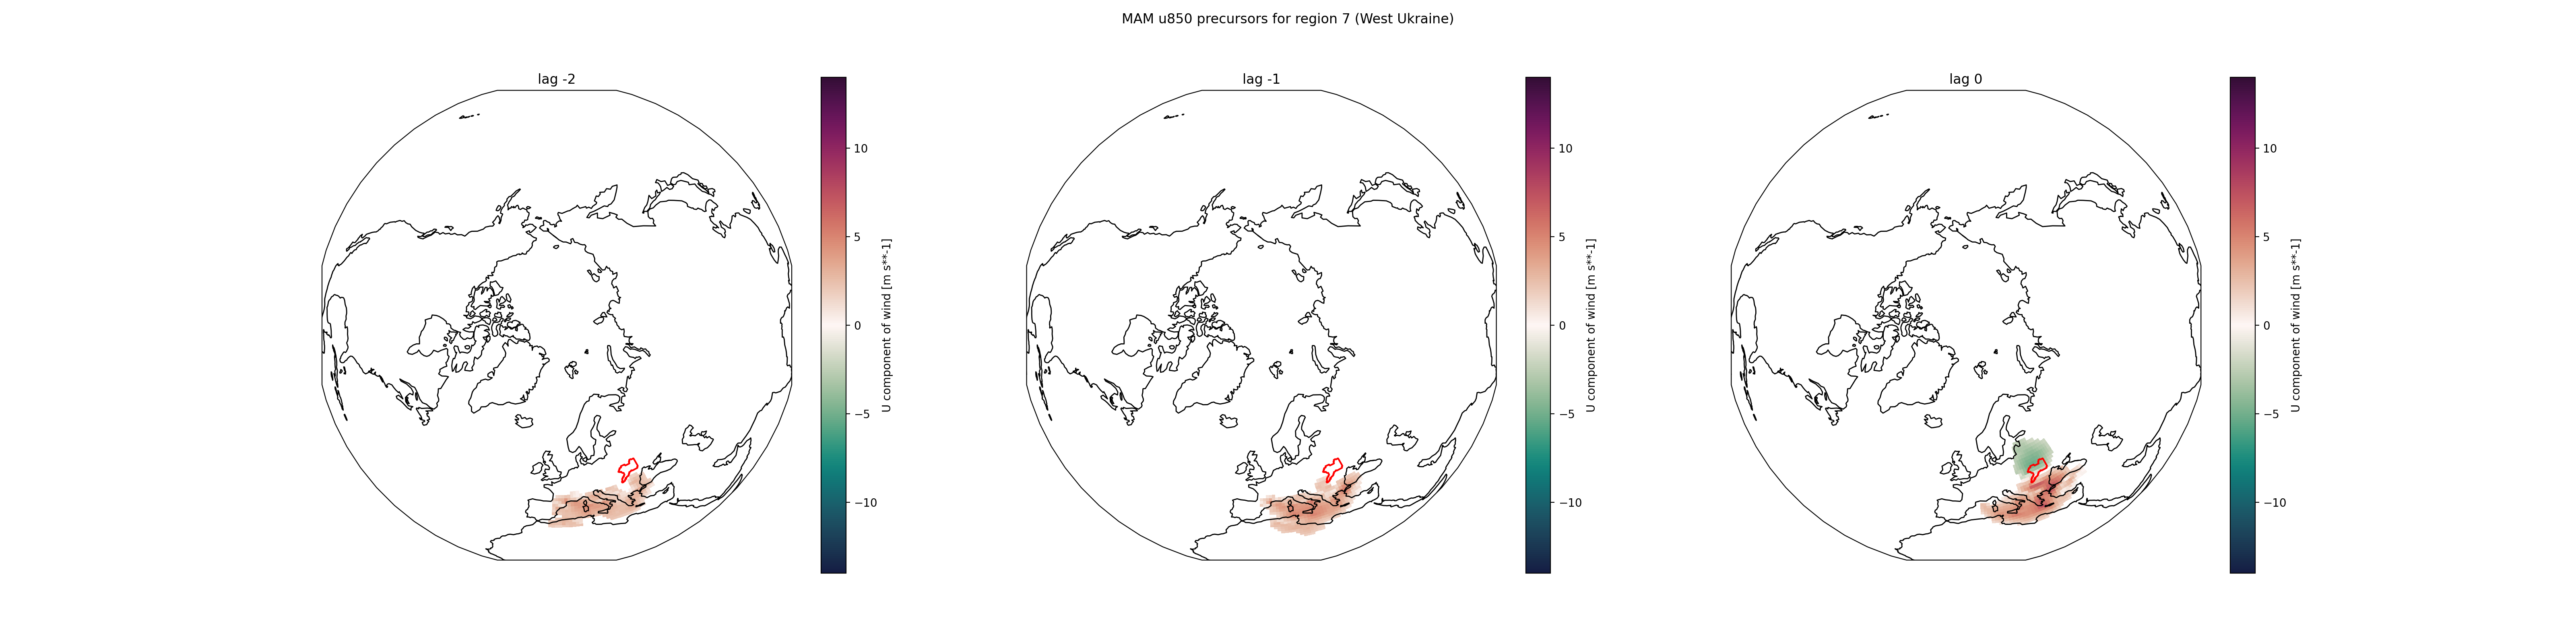 MAM u850 precursors for region 7 (West Ukraine)
lag -2
10
5
0
−5
−10
U component of wind [m s**-1]
lag -1
10
5
0
−5
−10
U component of wind [m s**-1]
lag 0
10
5
0
−5
−10
U component of wind [m s**-1]